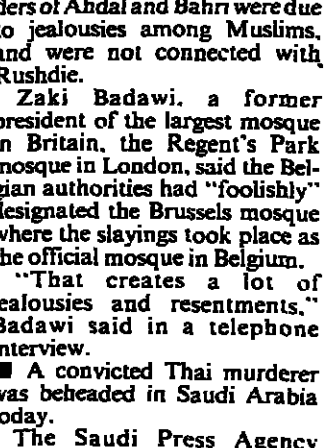 ders of Ahdal and Bahri were due
to jealousies among Muslims,
and were not connected with
Rushdie.
Zaki Badawi, a former
president of the largest mosque
in Britain, the Regent's Park
mosque in London, said the Bel-
gian authorities had "foolishly"
designated the Brussels mosque
where the slayings took place as
the official mosque in Belgium.
"That creates a lot of
jealousies and resentments,"
Badawi said in a telephone
interview.
■ A convicted Thai murderer
was beheaded in Saudi Arabia
today.
The Saudi Press Agency